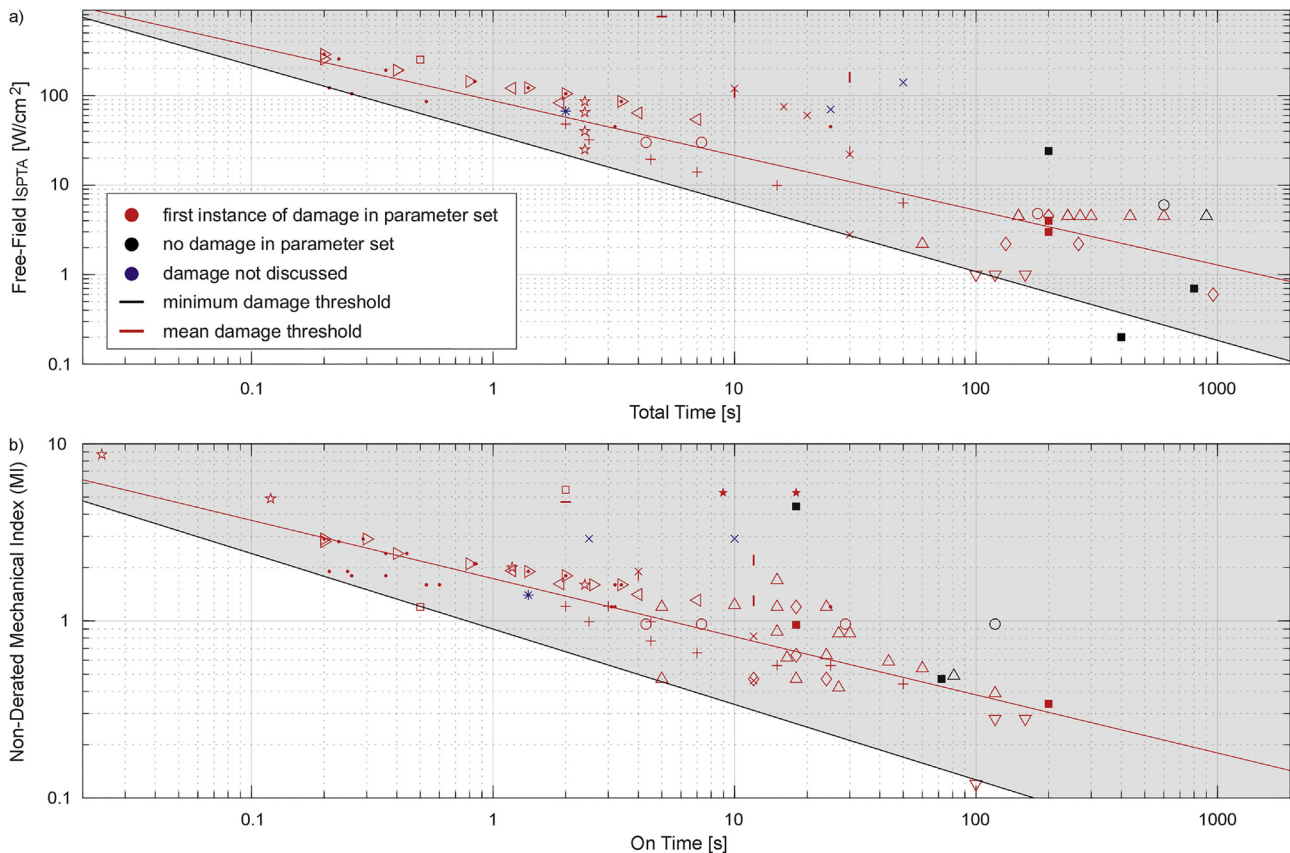 a)
Free-Field ISPTA [W/cm2]
100
10
1
0.1
first instance of damage in parameter set
no damage in parameter set
damage not discussed
minimum damage threshold
mean damage threshold
0.1 1 10 100 1000
Total Time [s]
b)
Non-Derated Mechanical Index (MI)
10
1
0.1
0.1 1 10 100 1000
On Time [s]